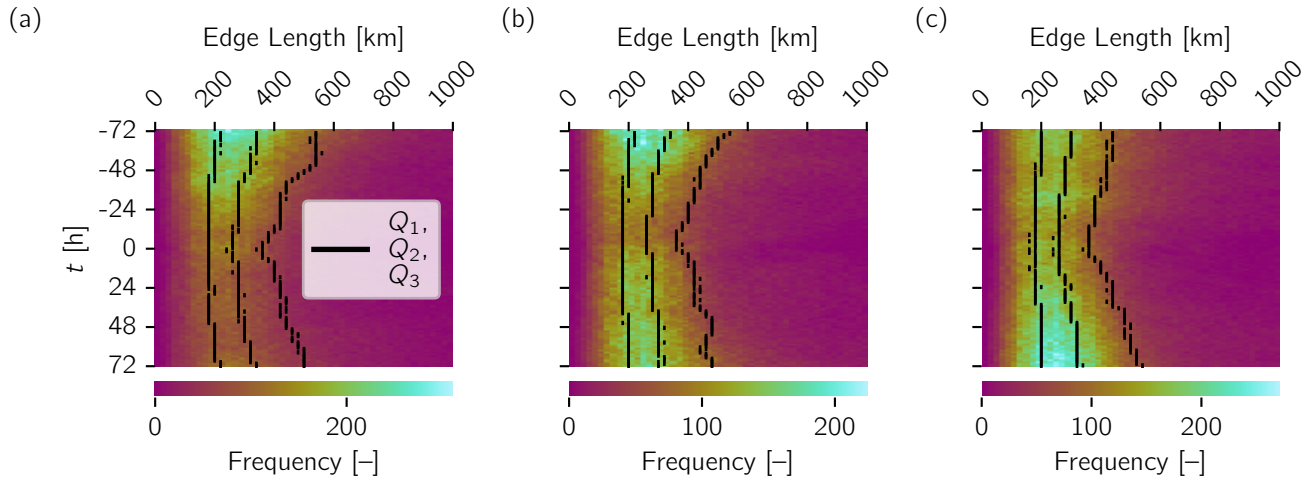 (a)
Edge Length [km]
0 200 400 600 800 1000
-72
-48
-24
0
24
48
72
t [h]
Q1,
Q2,
Q3
0 200
Frequency [–]
(b)
Edge Length [km]
0 200 400 600 800 1000
0 100 200
Frequency [–]
(c)
Edge Length [km]
0 200 400 600 800 1000
0 100 200
Frequency [–]